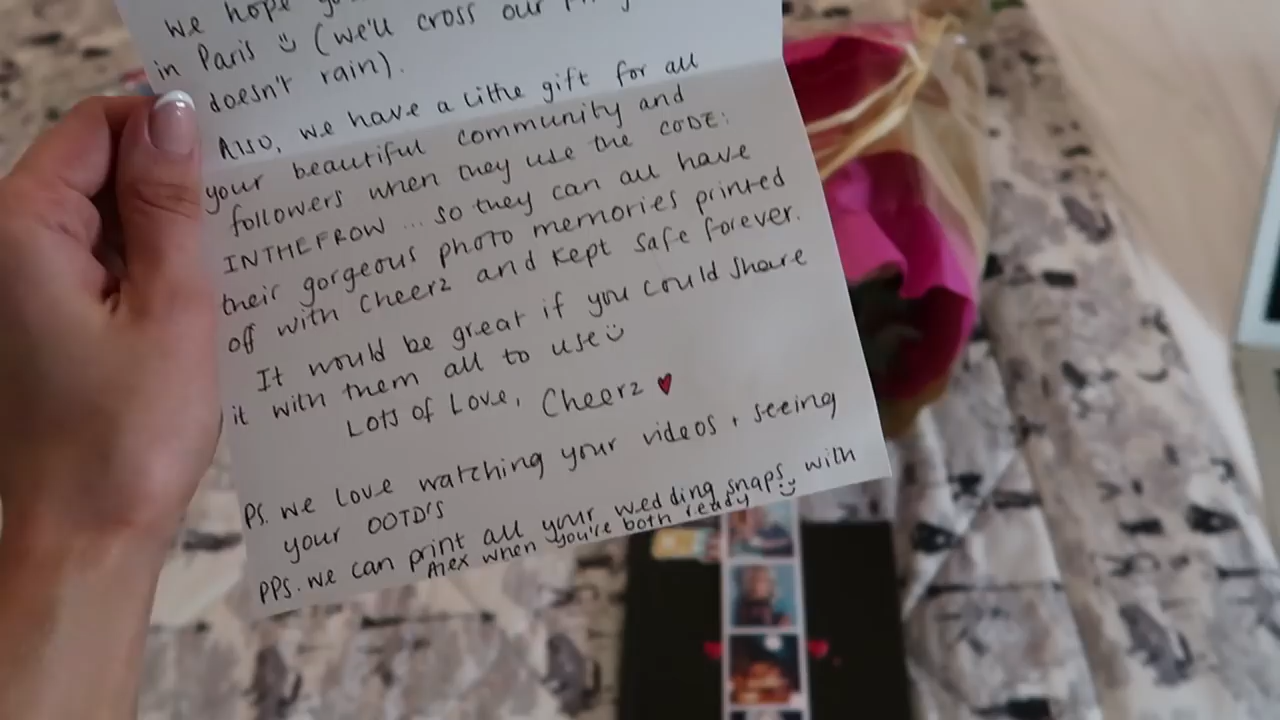 we hope
in Paris (we'll cross our
doesn't rain).
Also, we have a little gift for all
your beautiful community and
followers when they use the CODE:
INTHEFROW ... so they can all have
their gorgeous photo memories printed
off with Cheerz and kept safe forever.
It would be great if you could share
it with them all to use
Lots of Love, Cheerz
PS. we love watching your videos + seeing
your OOTD'S
PPS. we can print all your wedding snaps with
Alex when you're both ready